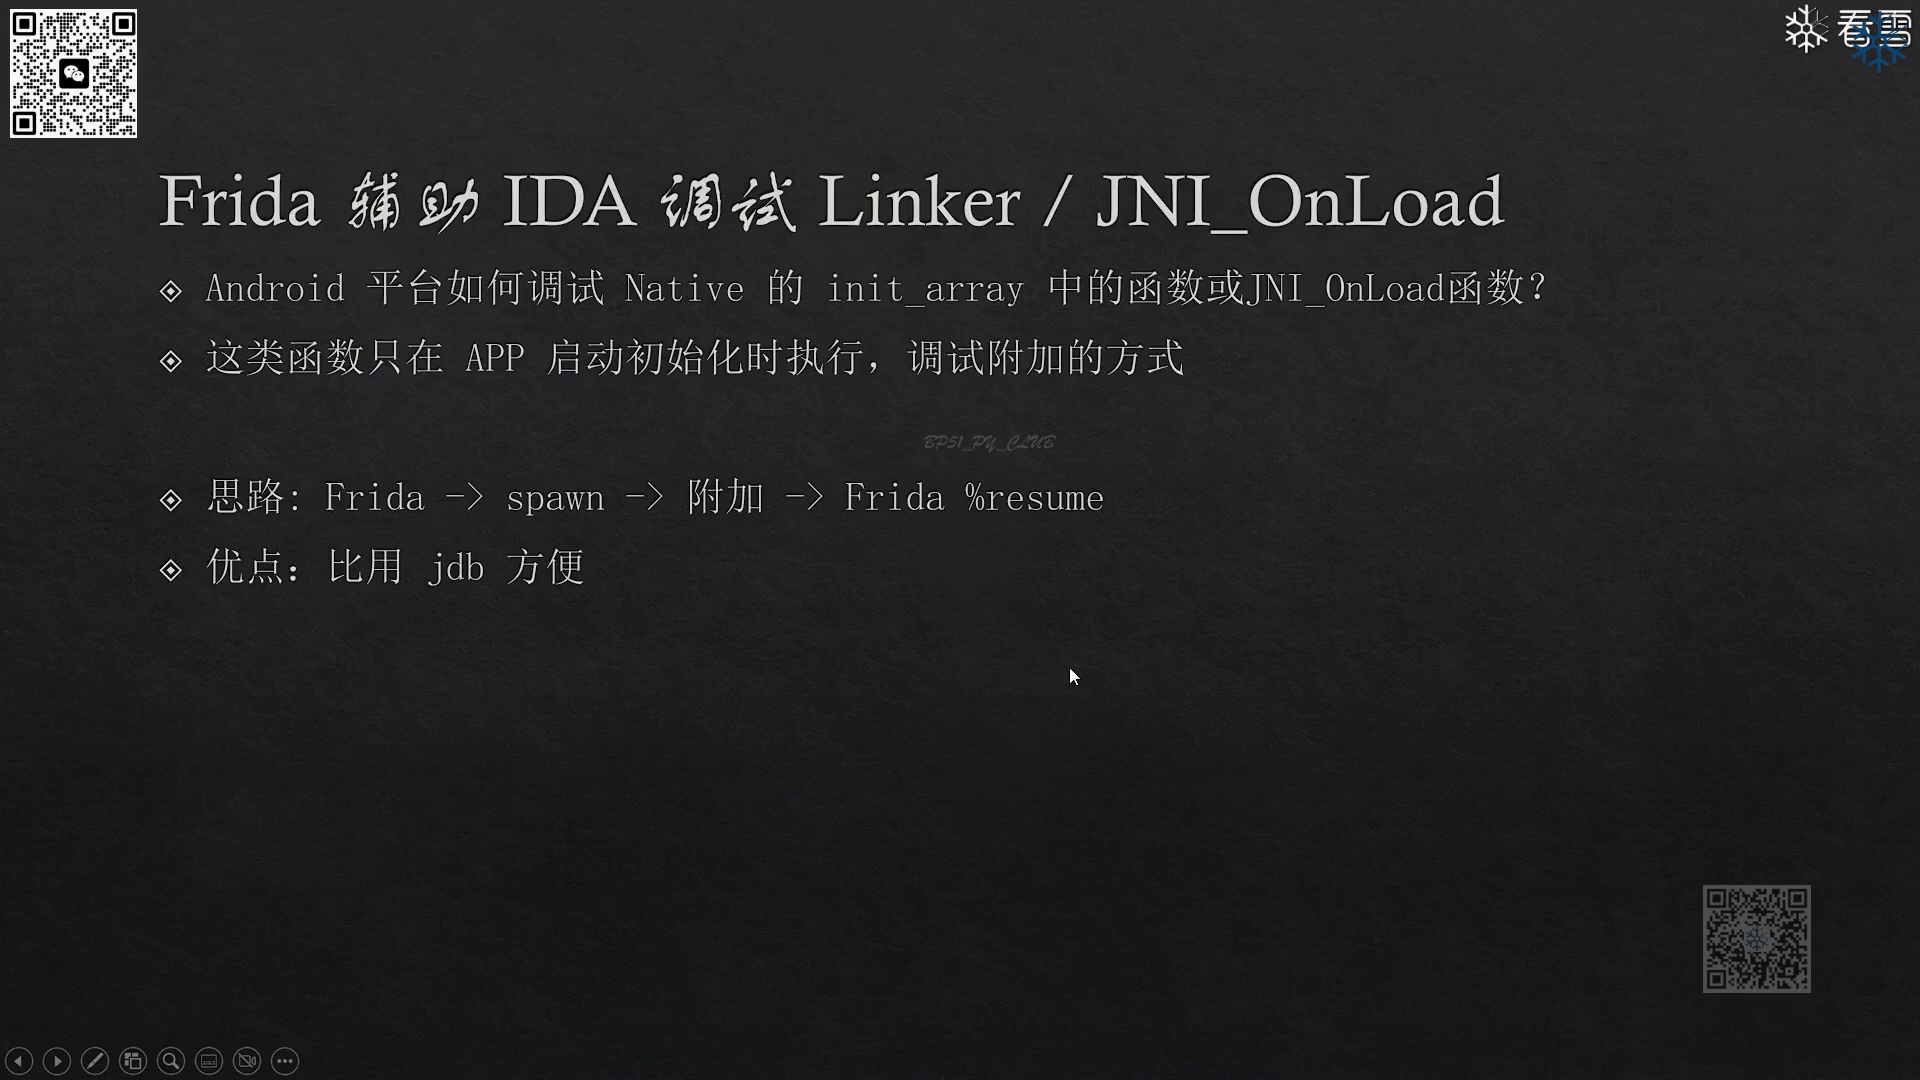 看雪
Frida 辅助 IDA 调试 Linker / JNI_OnLoad
Android 平台如何调试 Native 的 init_array 中的函数或JNI_OnLoad函数?
这类函数只在 APP 启动初始化时执行，调试附加的方式
BP51_PY_CLUB
思路: Frida -> spawn -> 附加 -> Frida %resume
优点: 比用 jdb 方便